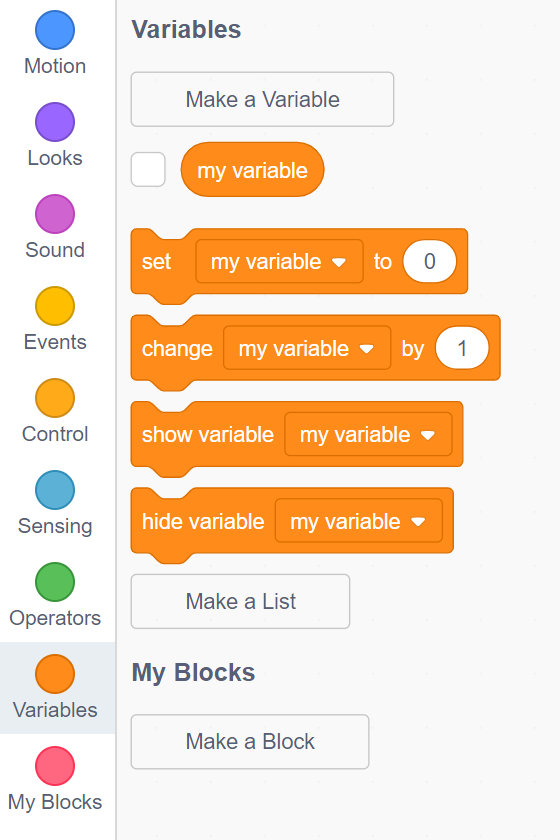 Motion
Looks
Sound
Events
Control
Sensing
Operators
Variables
My Blocks
Variables
Make a Variable
my variable
set my variable to 0
change my variable by 1
show variable my variable
hide variable my variable
Make a List
My Blocks
Make a Block